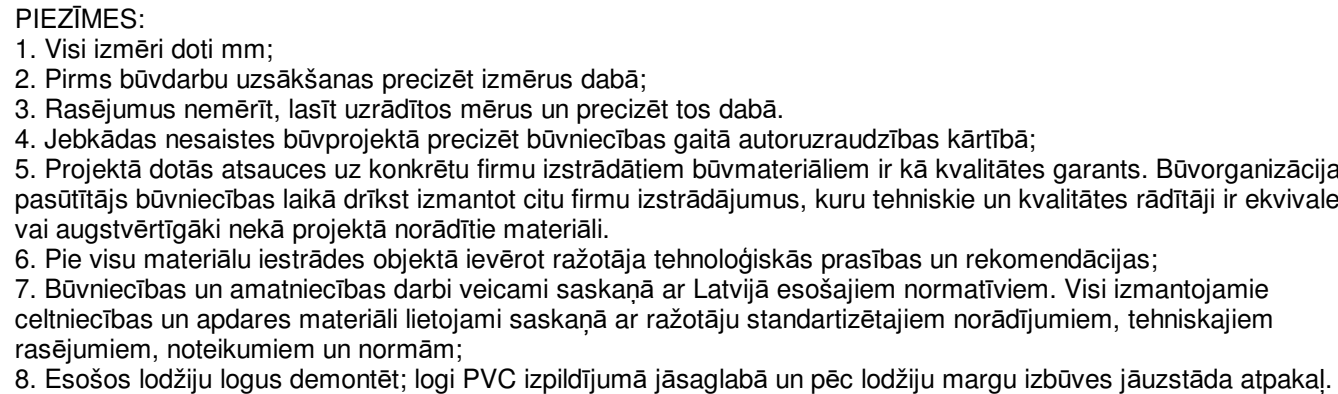 PIEZĪMES:
1. Visi izmēri doti mm;
2. Pirms būvdarbu uzsākšanas precizēt izmērus dabā;
3. Rasējumus nemērīt, lasīt uzrādītos mērus un precizēt tos dabā.
4. Jebkādas nesaistes būvprojektā precizēt būvniecības gaitā autoruzraudzības kārtībā;
5. Projektā dotās atsauces uz konkrētu firmu izstrādātiem būvmateriāliem ir kā kvalitātes garants. Būvorganizācija
pasūtītājs būvniecības laikā drīkst izmantot citu firmu izstrādājumus, kuru tehniskie un kvalitātes rādītāji ir ekvivale
vai augstvērtīgāki nekā projektā norādītie materiāli.
6. Pie visu materiālu iestrādes objektā ievērot ražotāja tehnoloģiskās prasības un rekomendācijas;
7. Būvniecības un amatniecības darbi veicami saskaņā ar Latvijā esošajiem normatīviem. Visi izmantojamie
celtniecības un apdares materiāli lietojami saskaņā ar ražotāju standartizētajiem norādījumiem, tehniskajiem
rasējumiem, noteikumiem un normām;
8. Esošos lodžiju logus demontēt; logi PVC izpildījumā jāsaglabā un pēc lodžiju margu izbūves jāuzstāda atpakaļ.